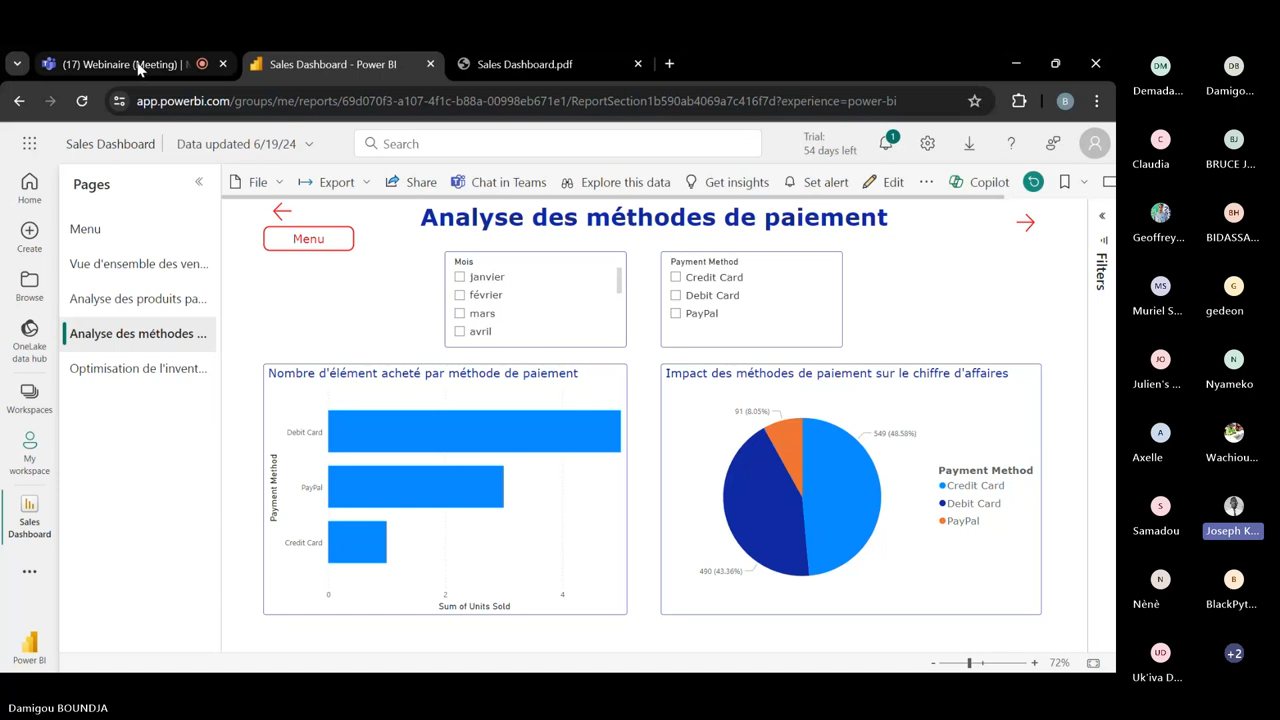 (17) Webinaire (Meeting) |
Sales Dashboard - Power BI
Sales Dashboard.pdf
app.powerbi.com/groups/me/reports/69d070f3-a107-4f1c-b88a-00998eb671e1/ReportSection1b590ab4069a7c416f7d?experience=power-bi
B
Sales Dashboard
Data updated 6/19/24
Search
Trial:
54 days left
1
Pages
File
Export
Share
Chat in Teams
Explore this data
Get insights
Set alert
Edit
Copilot
Home
Create
Browse
OneLake
data hub
Workspaces
My
workspace
Sales
Dashboard
Power BI
Menu
Vue d'ensemble des ven...
Analyse des produits pa...
Analyse des méthodes ...
Optimisation de l'invent...
Analyse des méthodes de paiement
Menu
Mois
janvier
février
mars
avril
Payment Method
Credit Card
Debit Card
PayPal
Filters
Nombre d'élément acheté par méthode de paiement
Payment Method
Debit Card
PayPal
Credit Card
0
2
4
Sum of Units Sold
Impact des méthodes de paiement sur le chiffre d'affaires
91 (8.05%)
549 (48.58%)
490 (43.36%)
Payment Method
Credit Card
Debit Card
PayPal
72%
DM
DB
Demada...
Damigo...
C
BJ
Claudia
BRUCE J...
BH
Geoffrey...
BIDASSA...
MS
G
Muriel S...
gedeon
JO
N
Julien's ...
Nyameko
A
Axelle
Wachiou...
S
Samadou
Joseph K...
N
B
Nènè
BlackPyt...
UD
+2
Uk'iva D...
Damigou BOUNDJA